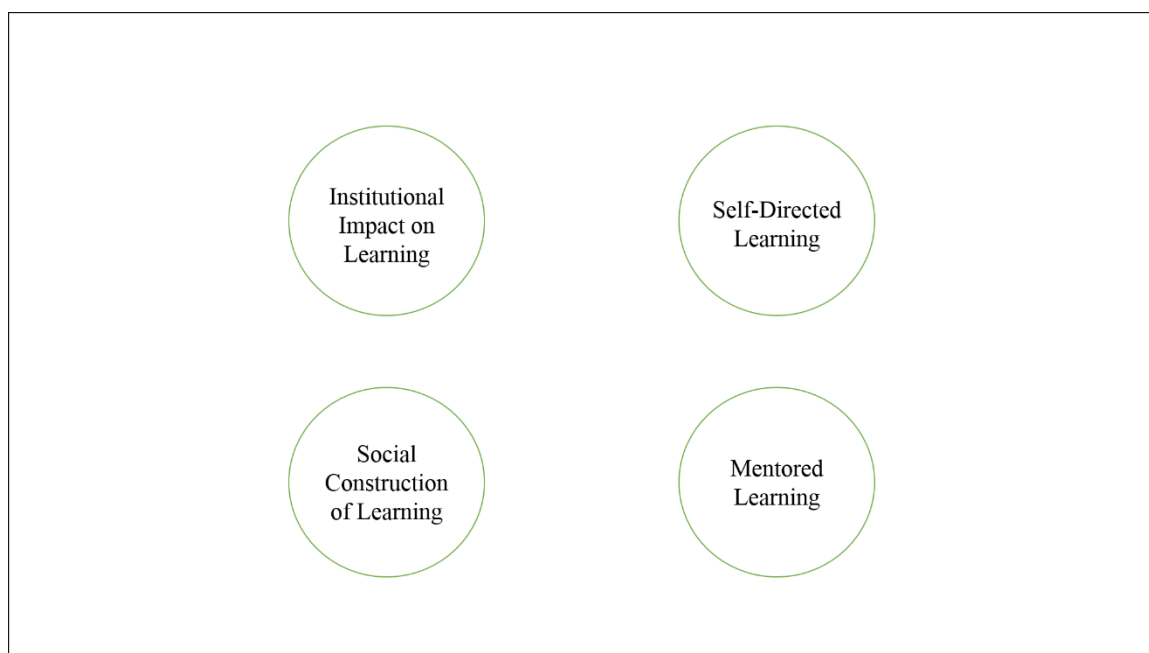 Institutional
Impact on
Learning
Self-Directed
Learning
Social
Construction
of Learning
Mentored
Learning